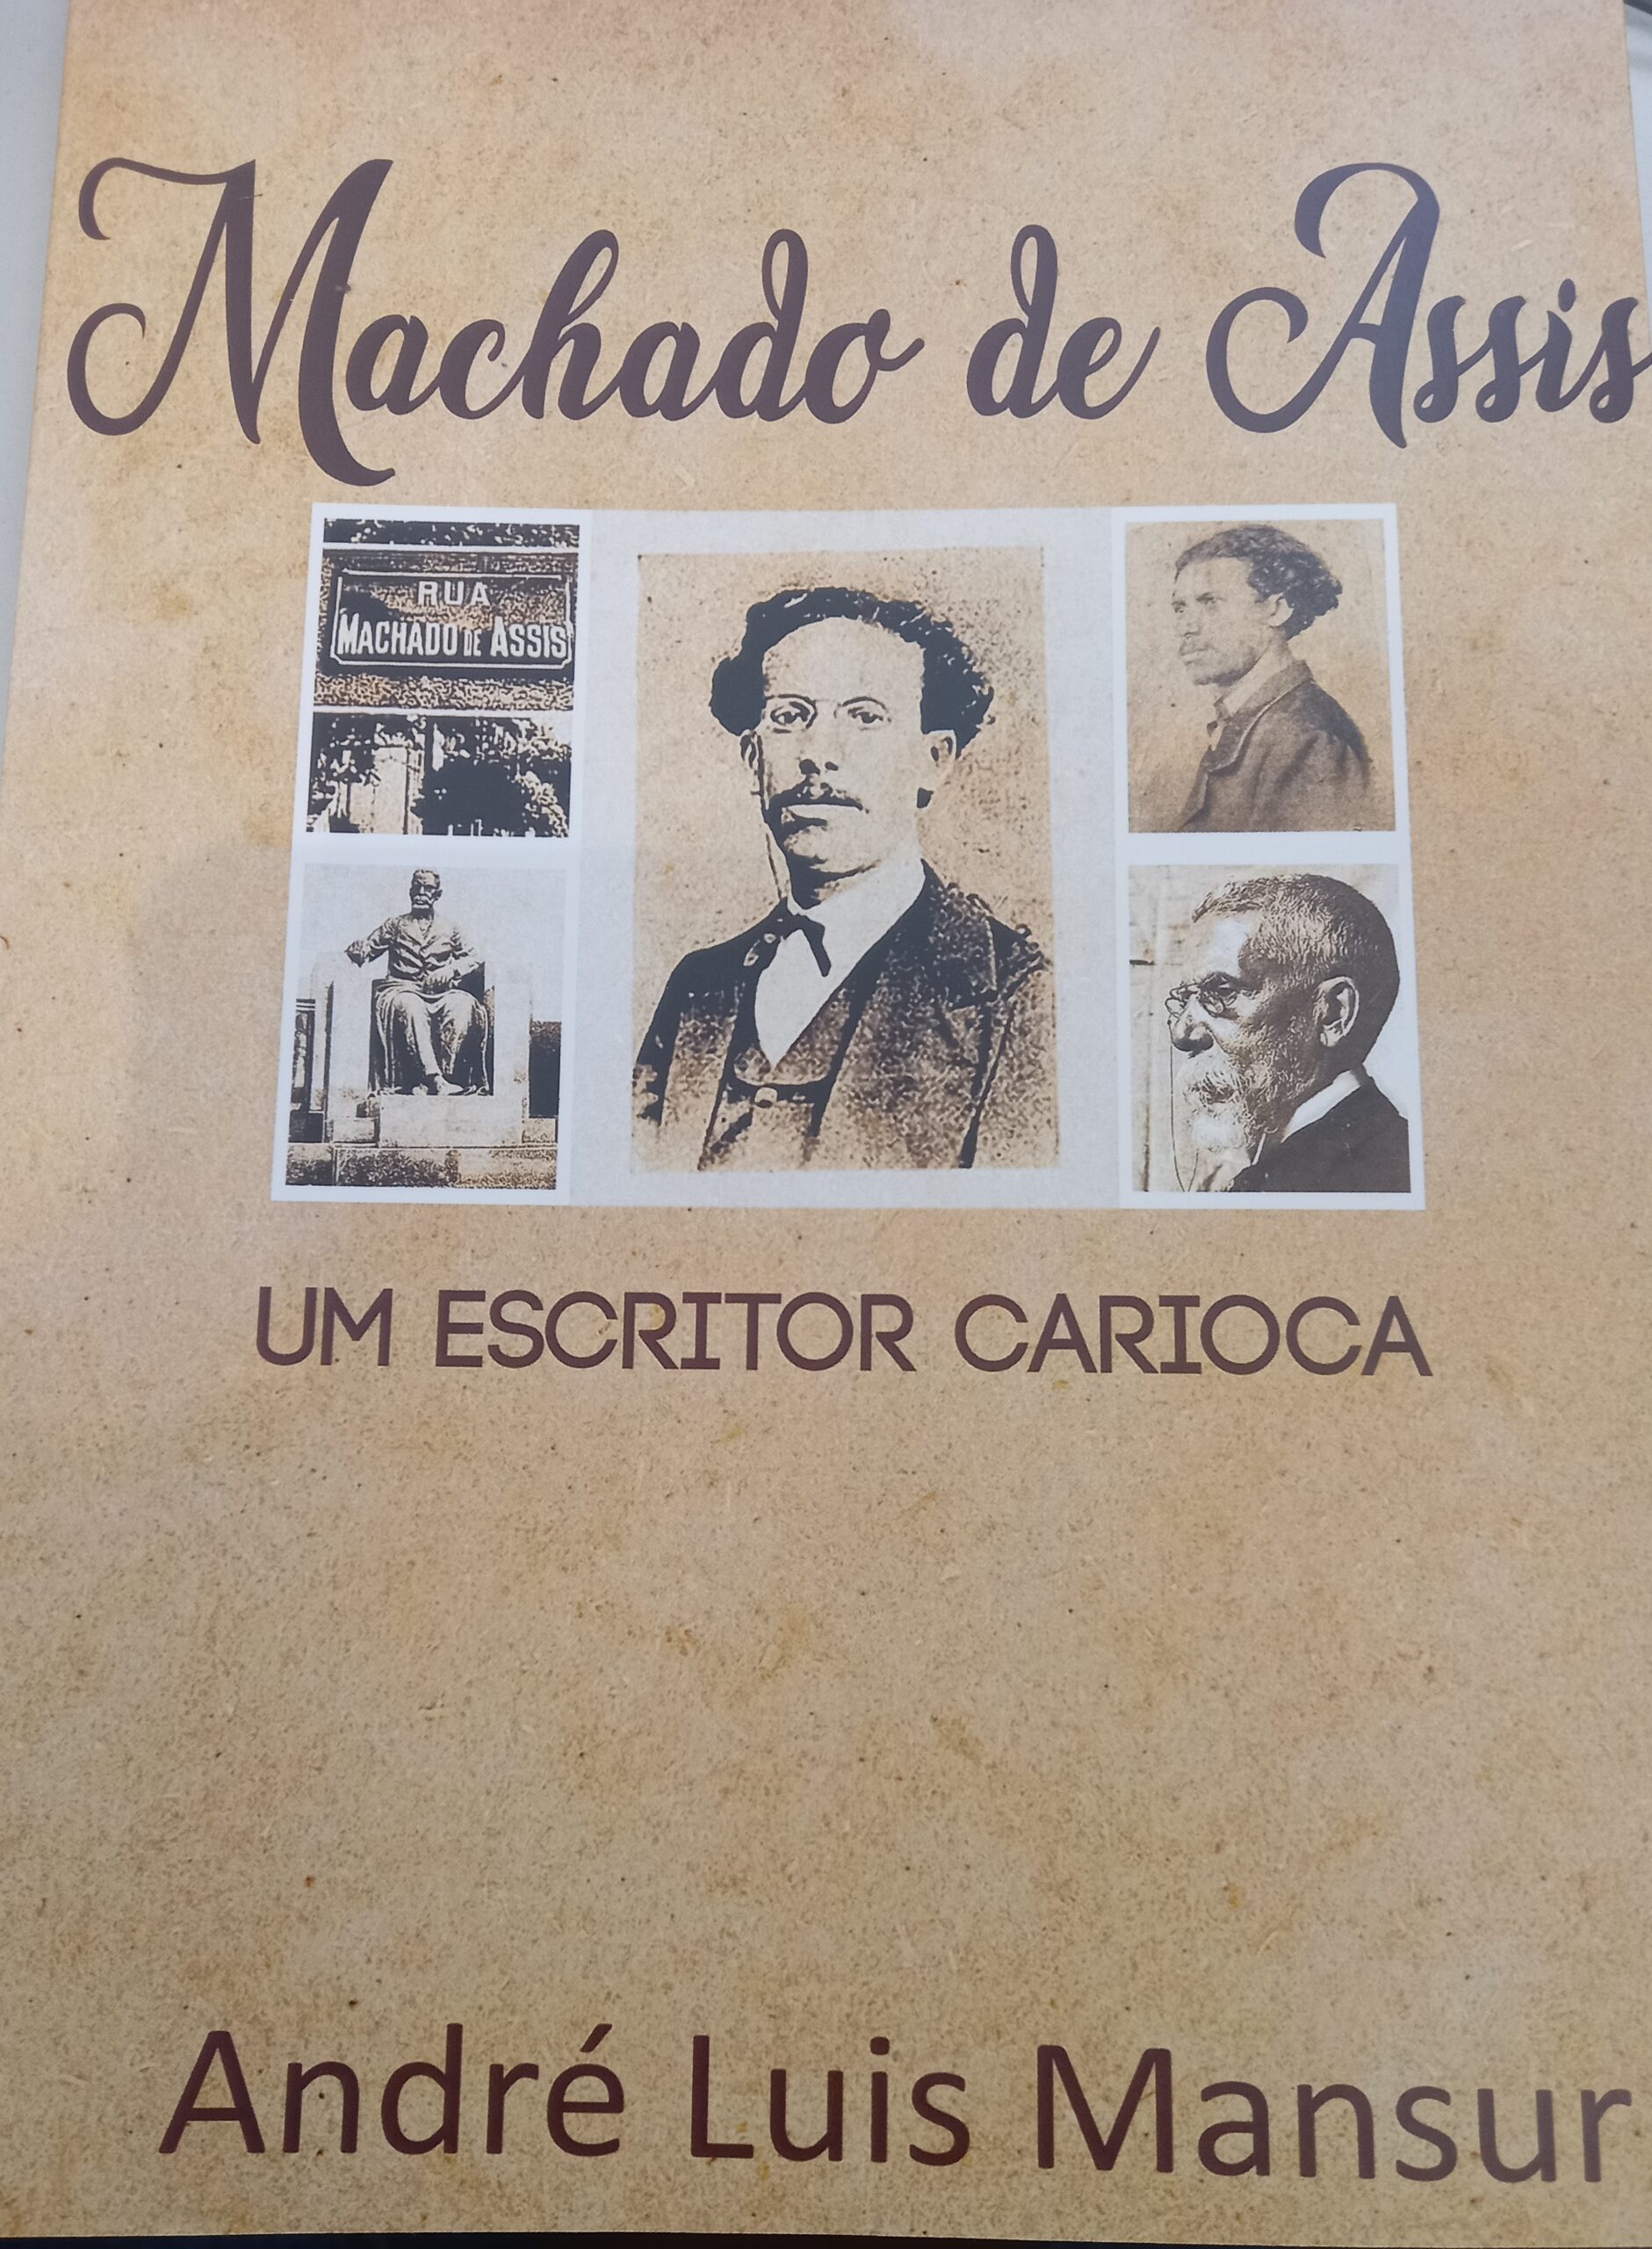 Machado de Assis
RUA
MACHADO DE ASSIS
UM ESCRITOR CARIOCA
André Luis Mansur